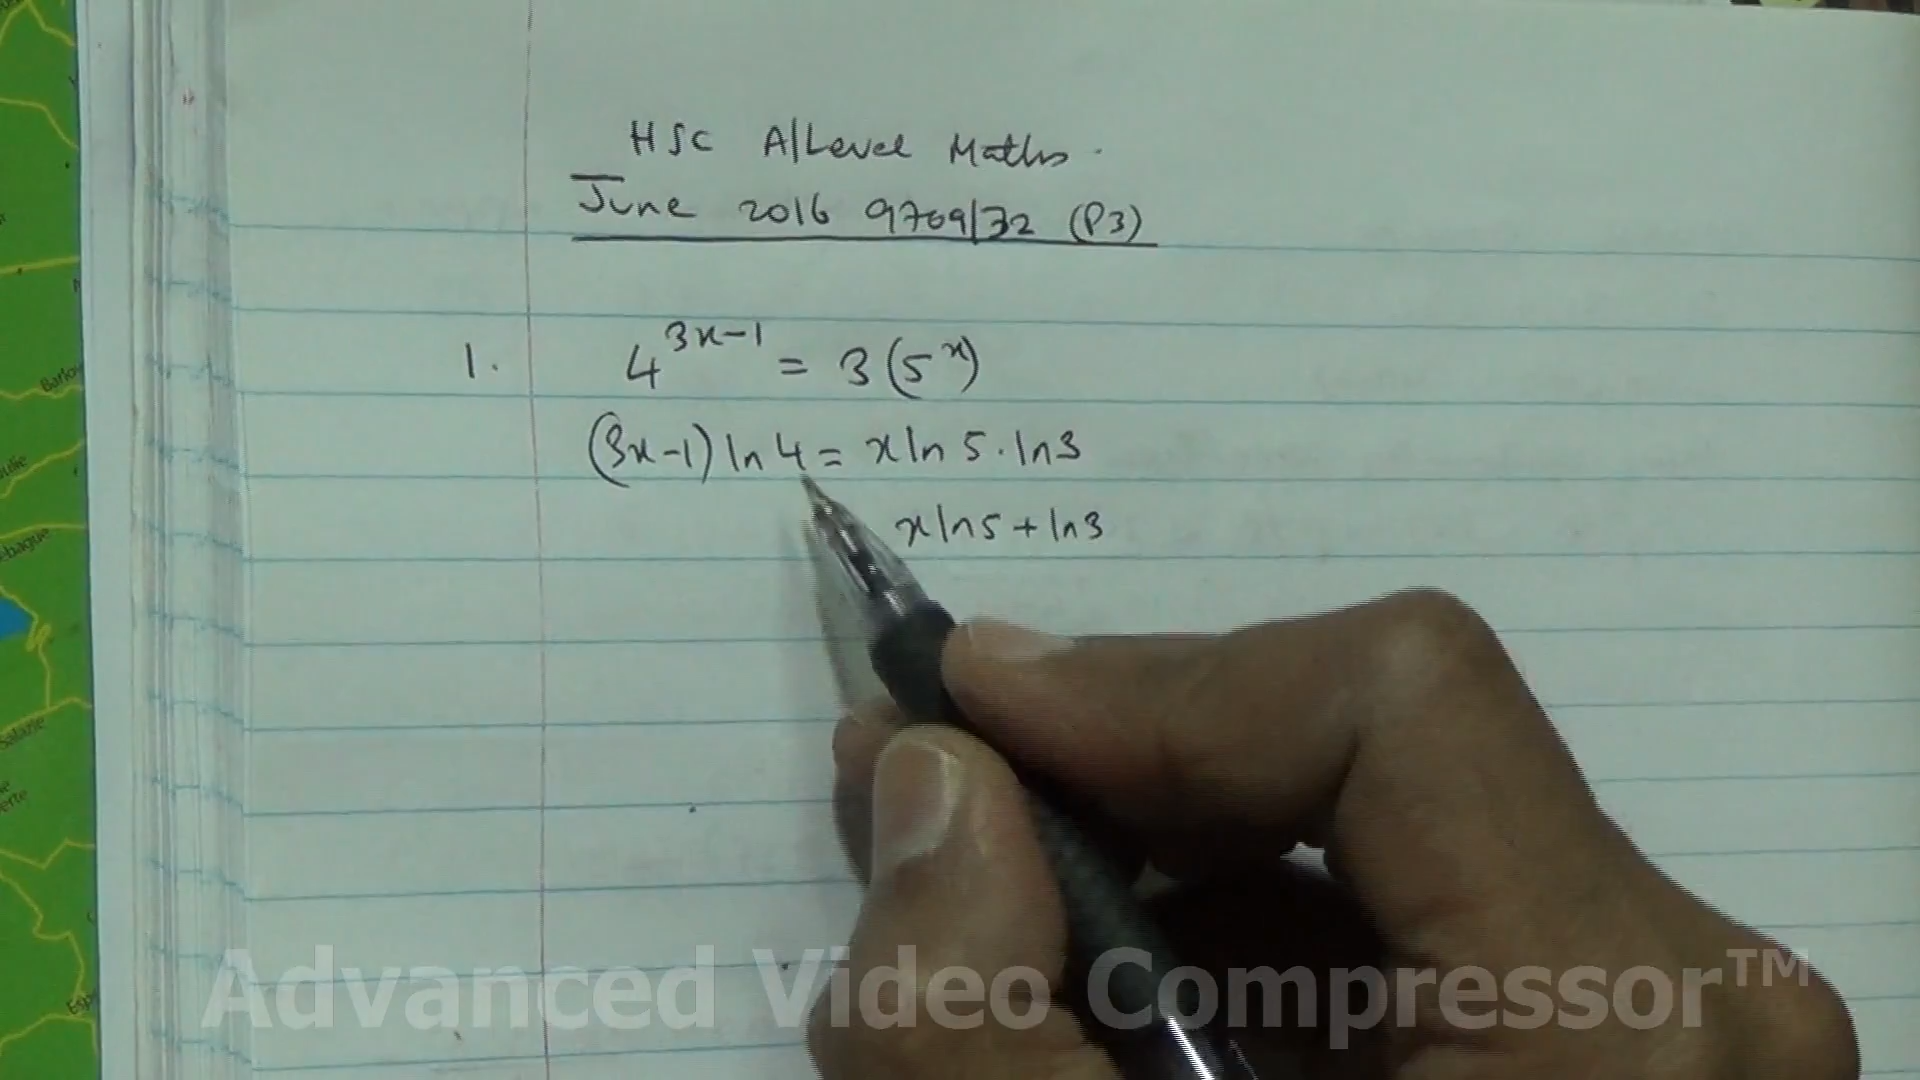 HSC A/Level Maths.
June 2016 9709/32 (P3)
1. 4^{3x-1} = 3(5^x)
(3x-1) ln 4 = x ln 5 . ln 3
x ln 5 + ln 3
Advanced Video Compressor™